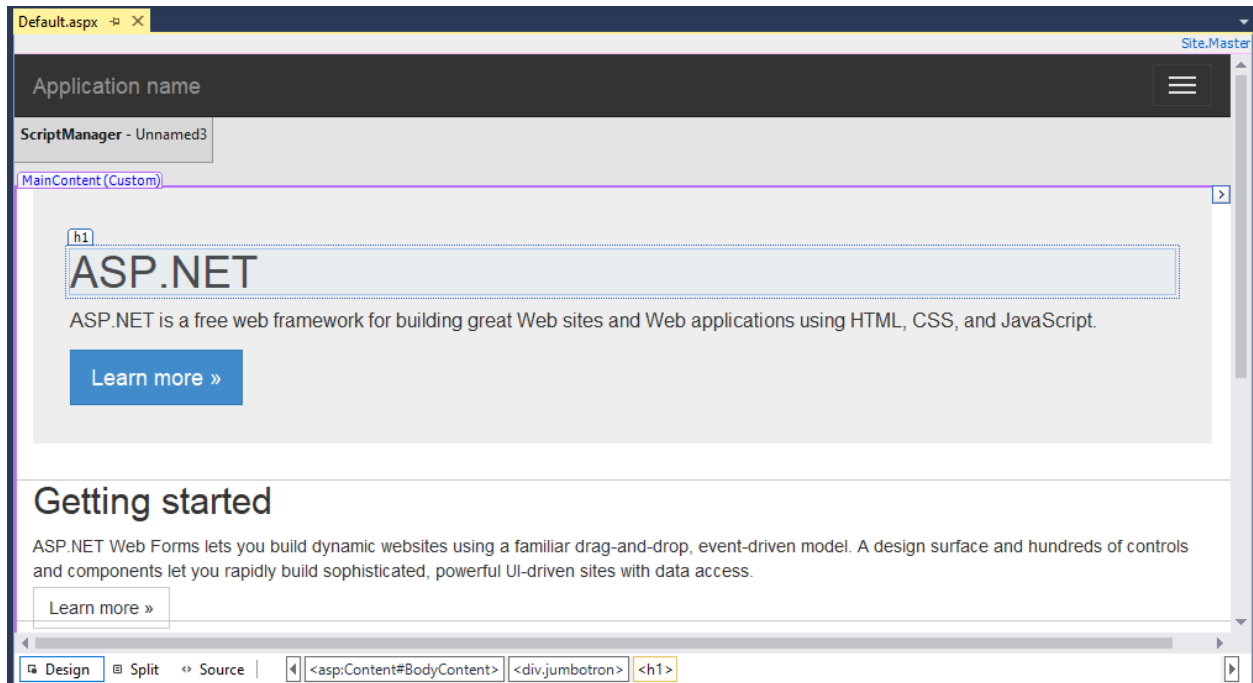 Default.aspx
Site.Master
Application name
ScriptManager - Unnamed3
MainContent (Custom)
h1
ASP.NET
ASP.NET is a free web framework for building great Web sites and Web applications using HTML, CSS, and JavaScript.
Learn more »
Getting started
ASP.NET Web Forms lets you build dynamic websites using a familiar drag-and-drop, event-driven model. A design surface and hundreds of controls
and components let you rapidly build sophisticated, powerful UI-driven sites with data access.
Learn more »
Design Split Source <asp:Content#BodyContent> <div.jumbotron> <h1>